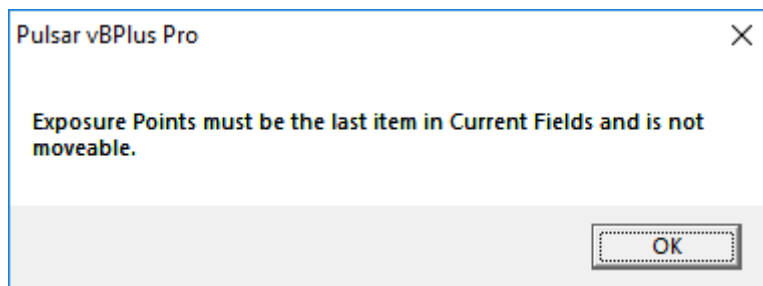 Pulsar vBPlus Pro
Exposure Points must be the last item in Current Fields and is not
moveable.
OK